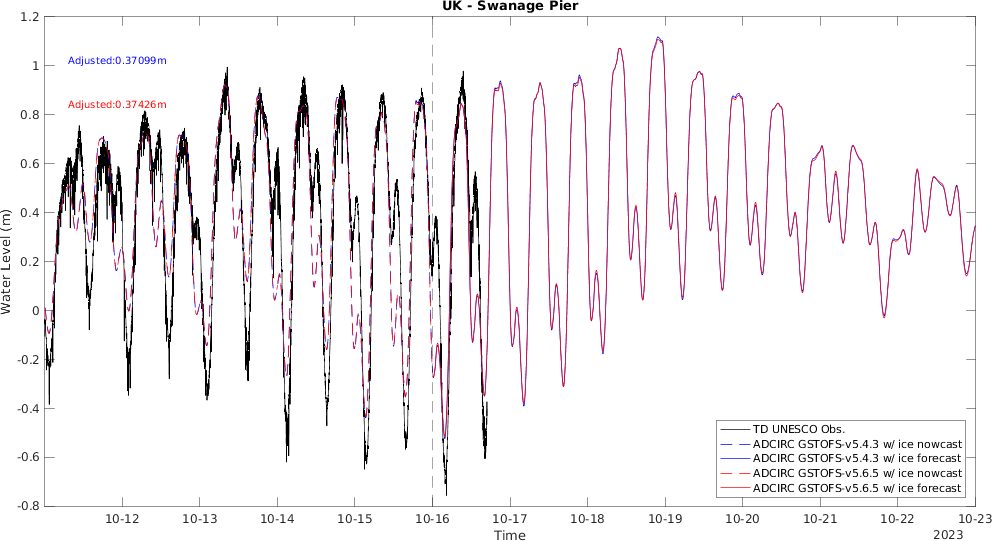 UK - Swanage Pier
1.2
1
0.8
0.6
0.4
0.2
0
-0.2
-0.4
-0.6
-0.8
Water Level (m)
Adjusted:0.37099m
Adjusted:0.37426m
TD UNESCO Obs.
ADCIRC GSTOFS-v5.4.3 w/ ice nowcast
ADCIRC GSTOFS-v5.4.3 w/ ice forecast
ADCIRC GSTOFS-v5.6.5 w/ ice nowcast
ADCIRC GSTOFS-v5.6.5 w/ ice forecast
10-12 10-13 10-14 10-15 10-16 10-17 10-18 10-19 10-20 10-21 10-22 10-23
Time
2023